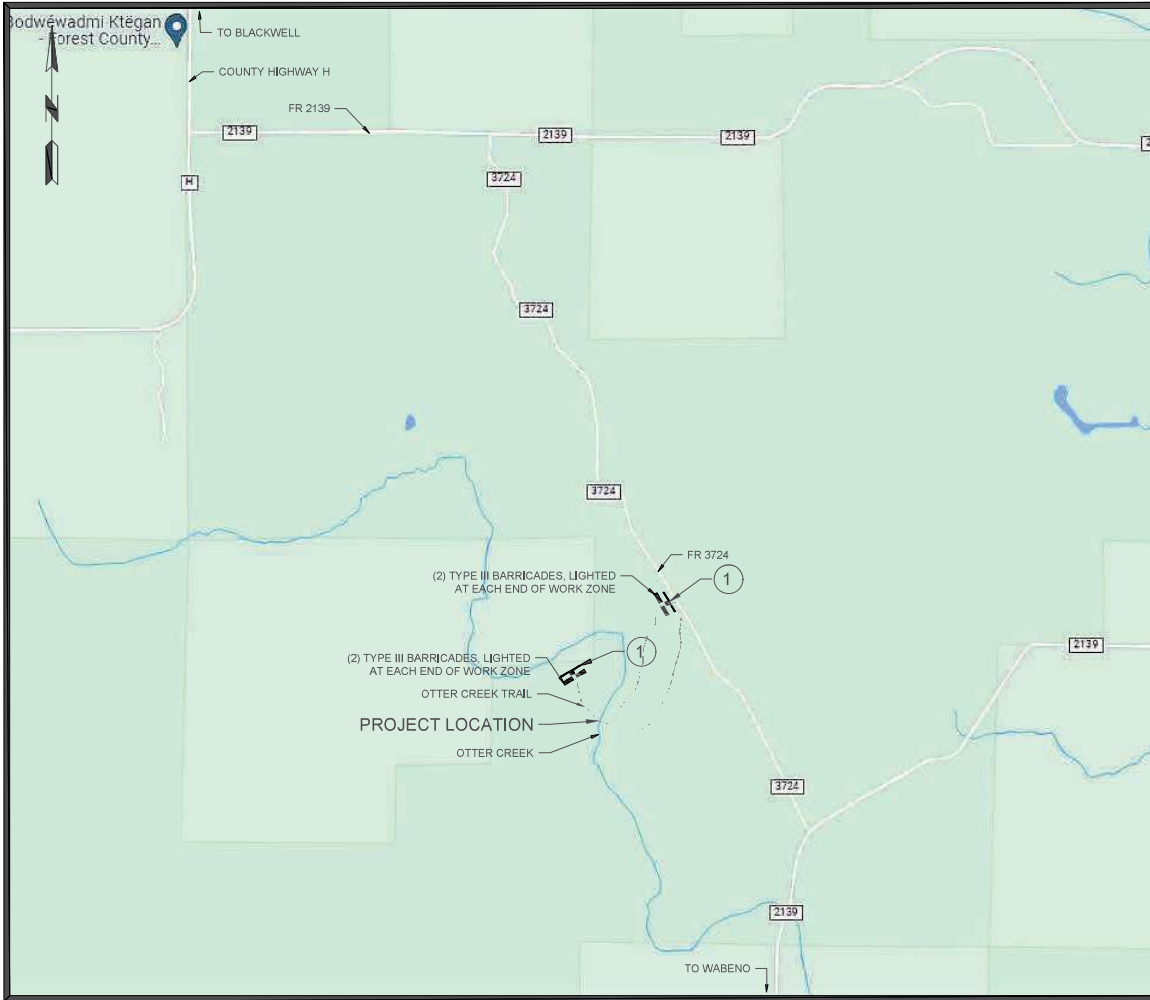 Bodwéwadmi Ktëgan
- Forest County...
TO BLACKWELL
N
COUNTY HIGHWAY H
FR 2139
2139
2139
2139
H
3724
3724
3724
FR 3724
(2) TYPE III BARRICADES, LIGHTED
AT EACH END OF WORK ZONE
1
(2) TYPE III BARRICADES, LIGHTED
AT EACH END OF WORK ZONE
1
2139
OTTER CREEK TRAIL
PROJECT LOCATION
OTTER CREEK
3724
2139
TO WABENO